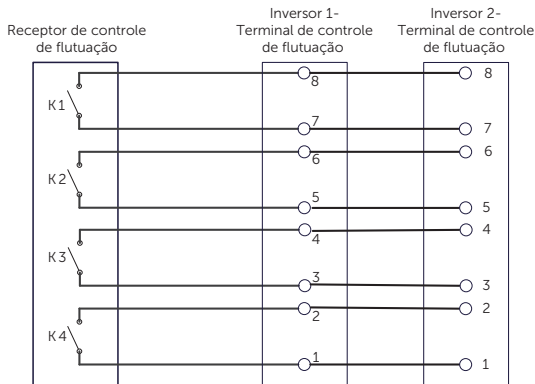 Receptor de controle
de flutuação
Inversor 1-
Terminal de controle
de flutuação
Inversor 2-
Terminal de controle
de flutuação
K1
8
8
7
7
K2
6
6
5
5
K3
4
4
3
3
K4
2
2
1
1